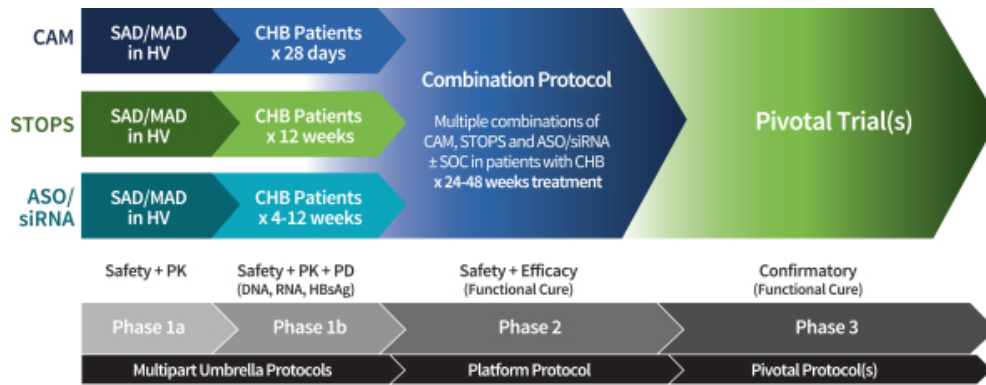 CAM
SAD/MAD
in HV
CHB Patients
x 28 days
STOPS
SAD/MAD
in HV
CHB Patients
x 12 weeks
ASO/
siRNA
SAD/MAD
in HV
CHB Patients
x 4-12 weeks
Combination Protocol
Multiple combinations of
CAM, STOPS and ASO/siRNA
± SOC in patients with CHB
x 24-48 weeks treatment
Pivotal Trial(s)
Safety + PK
Safety + PK + PD
(DNA, RNA, HBsAg)
Safety + Efficacy
(Functional Cure)
Confirmatory
(Functional Cure)
Phase 1a
Phase 1b
Phase 2
Phase 3
Multipart Umbrella Protocols
Platform Protocol
Pivotal Protocol(s)